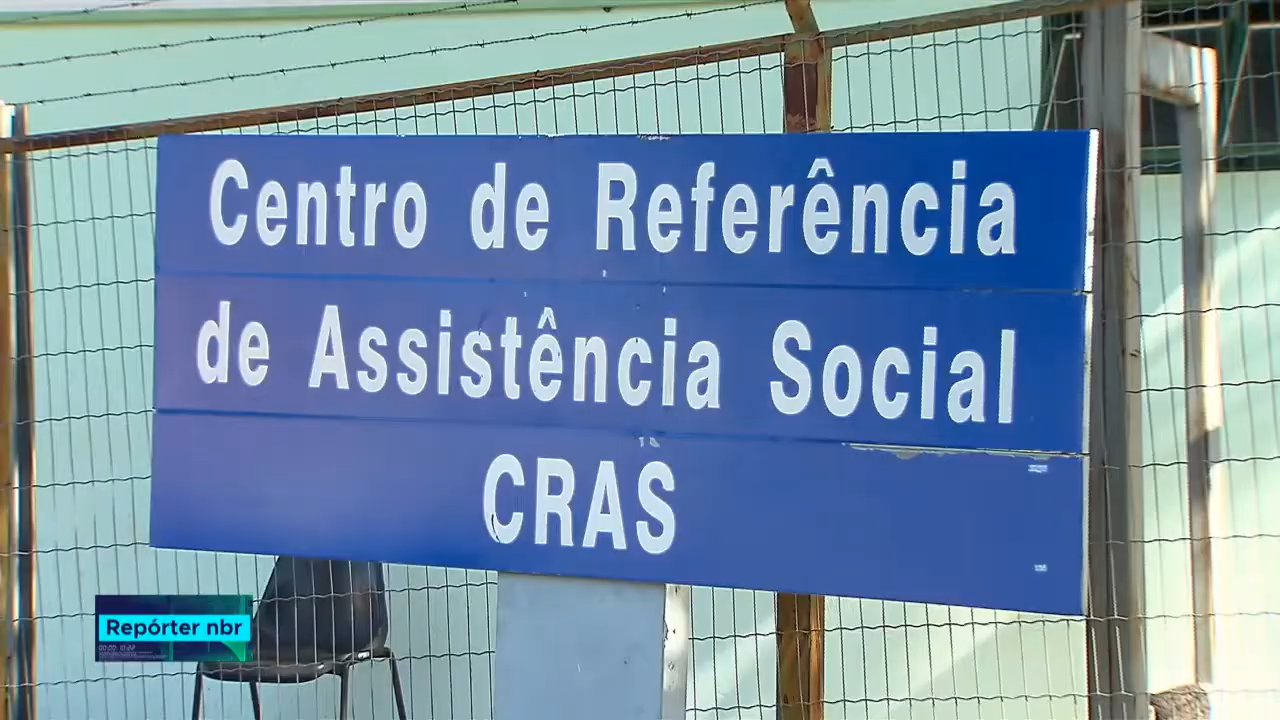 Centro de Referência
de Assistência Social
CRAS
Repórter nbr